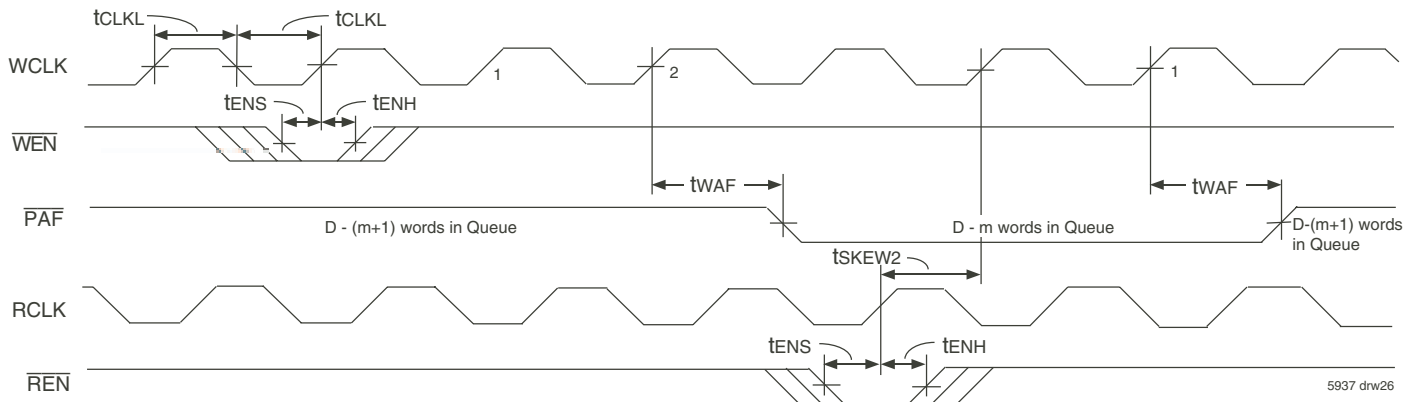 tCLKL tCLKL
WCLK 1 2 1
tENS tENH
WEN
tWAF tWAF
PAF
D - (m+1) words in Queue D - m words in Queue D-(m+1) words
in Queue
tSKEW2
RCLK
tENS tENH
REN
5937 drw26